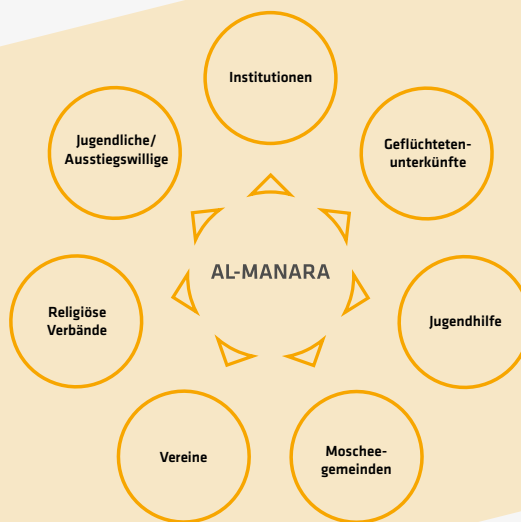 Institutionen
Jugendliche/
Ausstiegswillige
Geflüchteten-
unterkünfte
AL-MANARA
Religiöse
Verbände
Jugendhilfe
Vereine
Moschee-
gemeinden